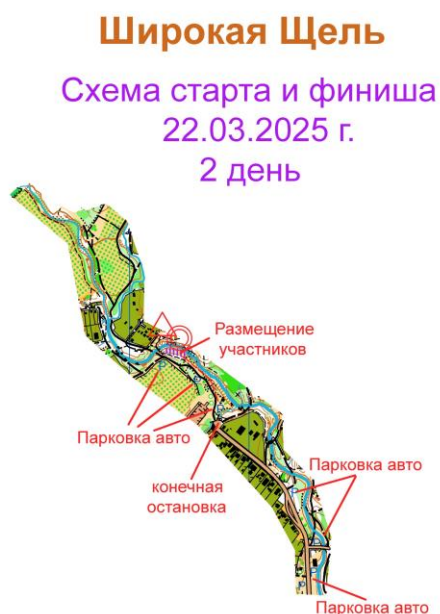 Широкая Щель
Схема старта и финиша
22.03.2025 г.
2 день
Размещение
участников
Парковка авто
конечная
остановка
Парковка авто
Парковка авто